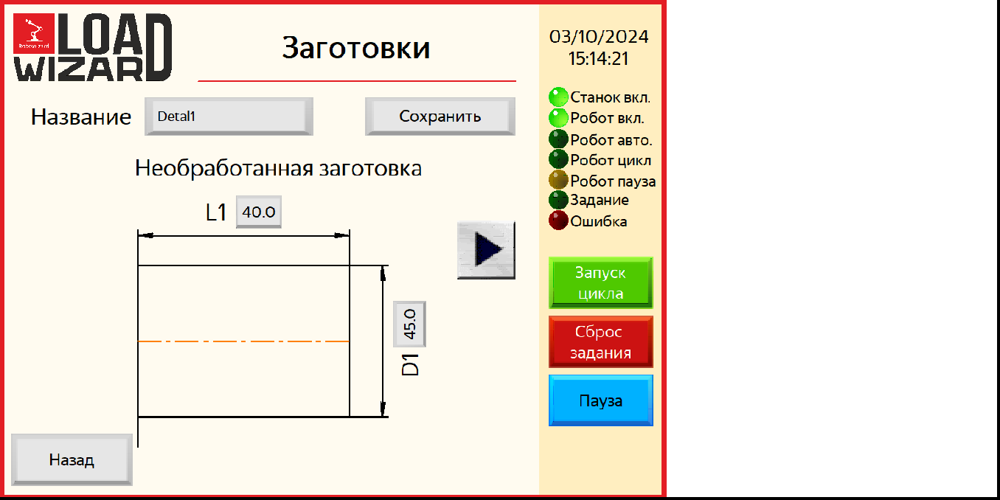 Robowizard
LOAD
WIZARD
Заготовки
03/10/2024
15:14:21
Название
Detal1
Сохранить
Станок вкл.
Робот вкл.
Робот авто.
Робот цикл
Робот пауза
Задание
Ошибка
Необработанная заготовка
L1
40.0
45.0
D1
Запуск
цикла
Сброс
задания
Пауза
Назад